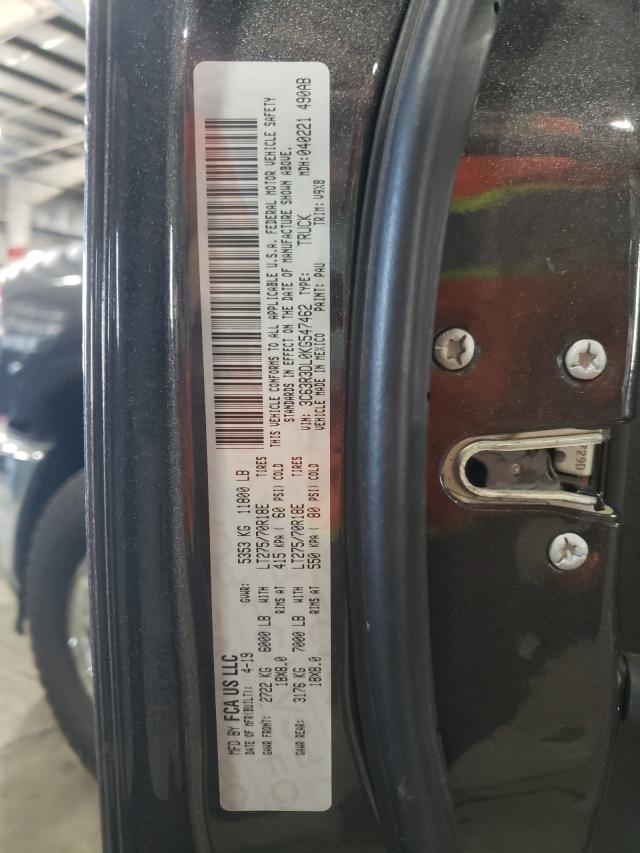 MFD BY FCA US LLC
DATE OF MFR(BUILT): 4-19 GVWR: 5353 KG 11800 LB
GAWR FRONT: 2722 KG 6000 LB WITH LT275/70R18E TIRES
18X8.0 RIMS AT 415 KPA ( 60 PSI) COLD
GAWR REAR: 3176 KG 7000 LB WITH LT275/70R18E TIRES
18X8.0 RIMS AT 550 KPA ( 80 PSI) COLD
THIS VEHICLE CONFORMS TO ALL APPLICABLE U.S.A. FEDERAL MOTOR VEHICLE SAFETY
STANDARDS IN EFFECT ON THE DATE OF MANUFACTURE SHOWN ABOVE.
VIN: 3C63R3DL0KG547462 TYPE: TRUCK MDH:040221 490AB
VEHICLE MADE IN MEXICO PAINT: PAU TRIM: V9X8
729D